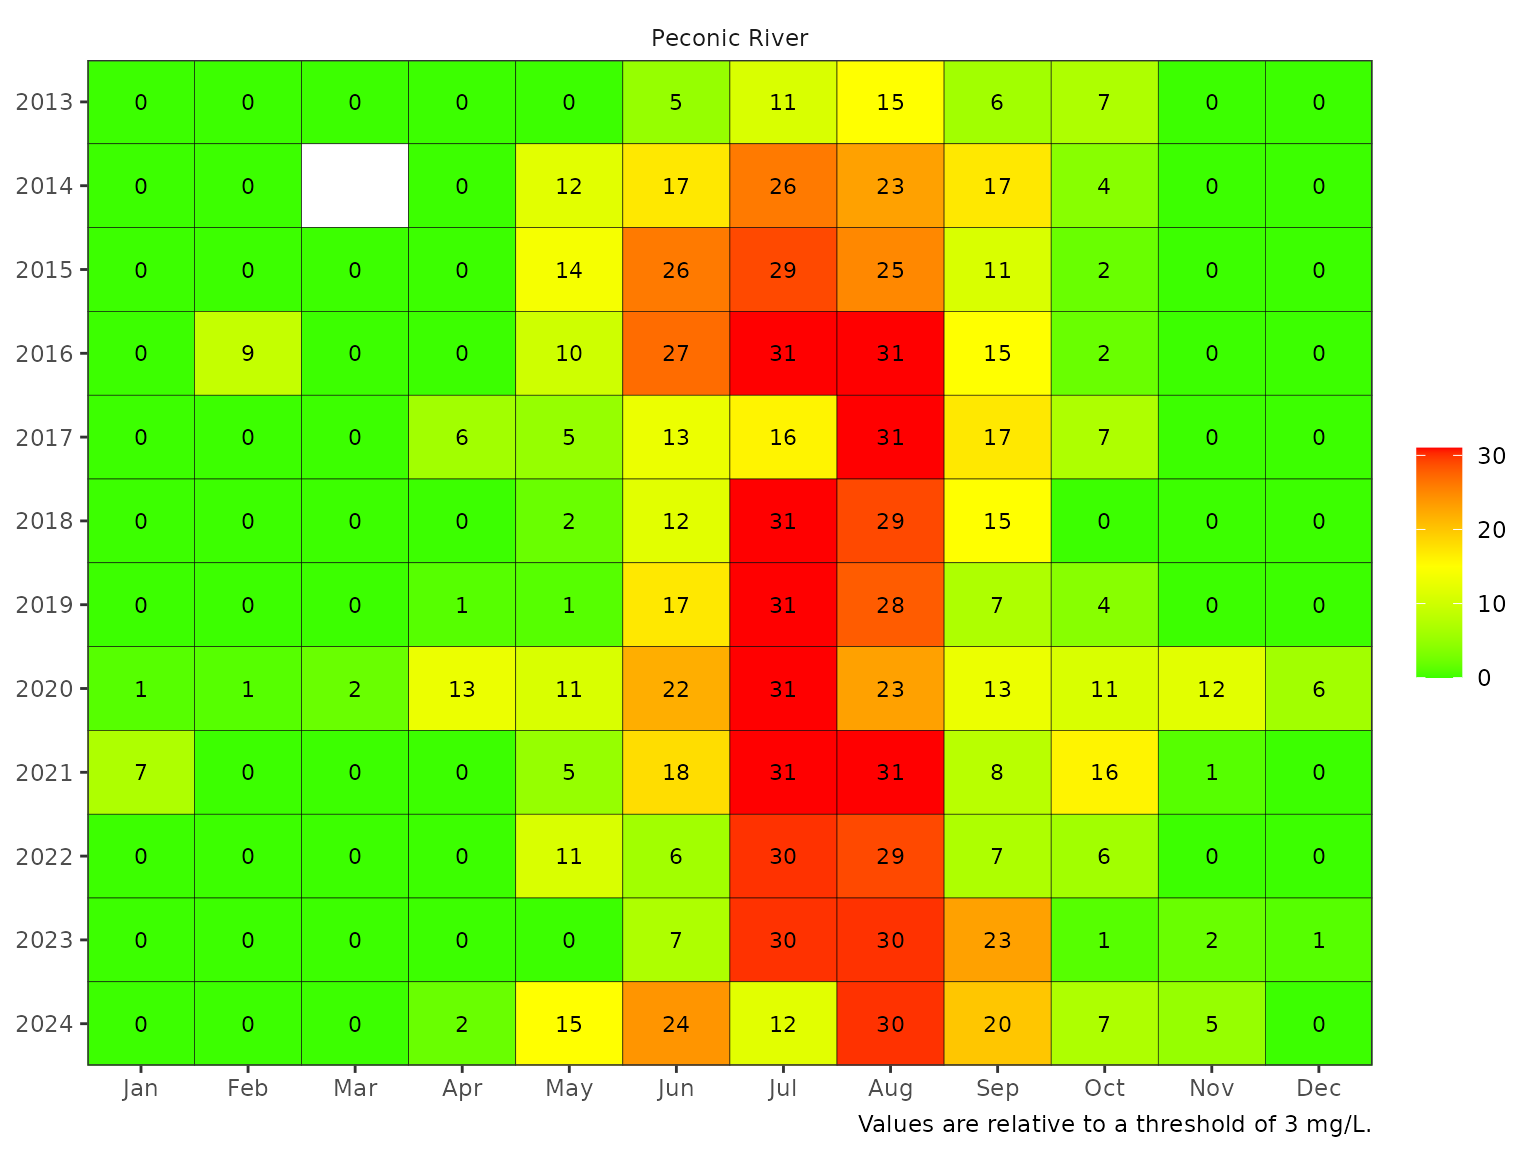 Peconic River
2013 0 0 0 0 0 5 11 15 6 7 0 0
2014 0 0 0 12 17 26 23 17 4 0 0
2015 0 0 0 0 14 26 29 25 11 2 0 0
2016 0 9 0 0 10 27 31 31 15 2 0 0
2017 0 0 0 6 5 13 16 31 17 7 0 0
2018 0 0 0 0 2 12 31 29 15 0 0 0
2019 0 0 0 1 1 17 31 28 7 4 0 0
2020 1 1 2 13 11 22 31 23 13 11 12 6
2021 7 0 0 0 5 18 31 31 8 16 1 0
2022 0 0 0 0 11 6 30 29 7 6 0 0
2023 0 0 0 0 0 7 30 30 23 1 2 1
2024 0 0 0 2 15 24 12 30 20 7 5 0
Jan Feb Mar Apr May Jun Jul Aug Sep Oct Nov Dec
Values are relative to a threshold of 3 mg/L.
30
20
10
0